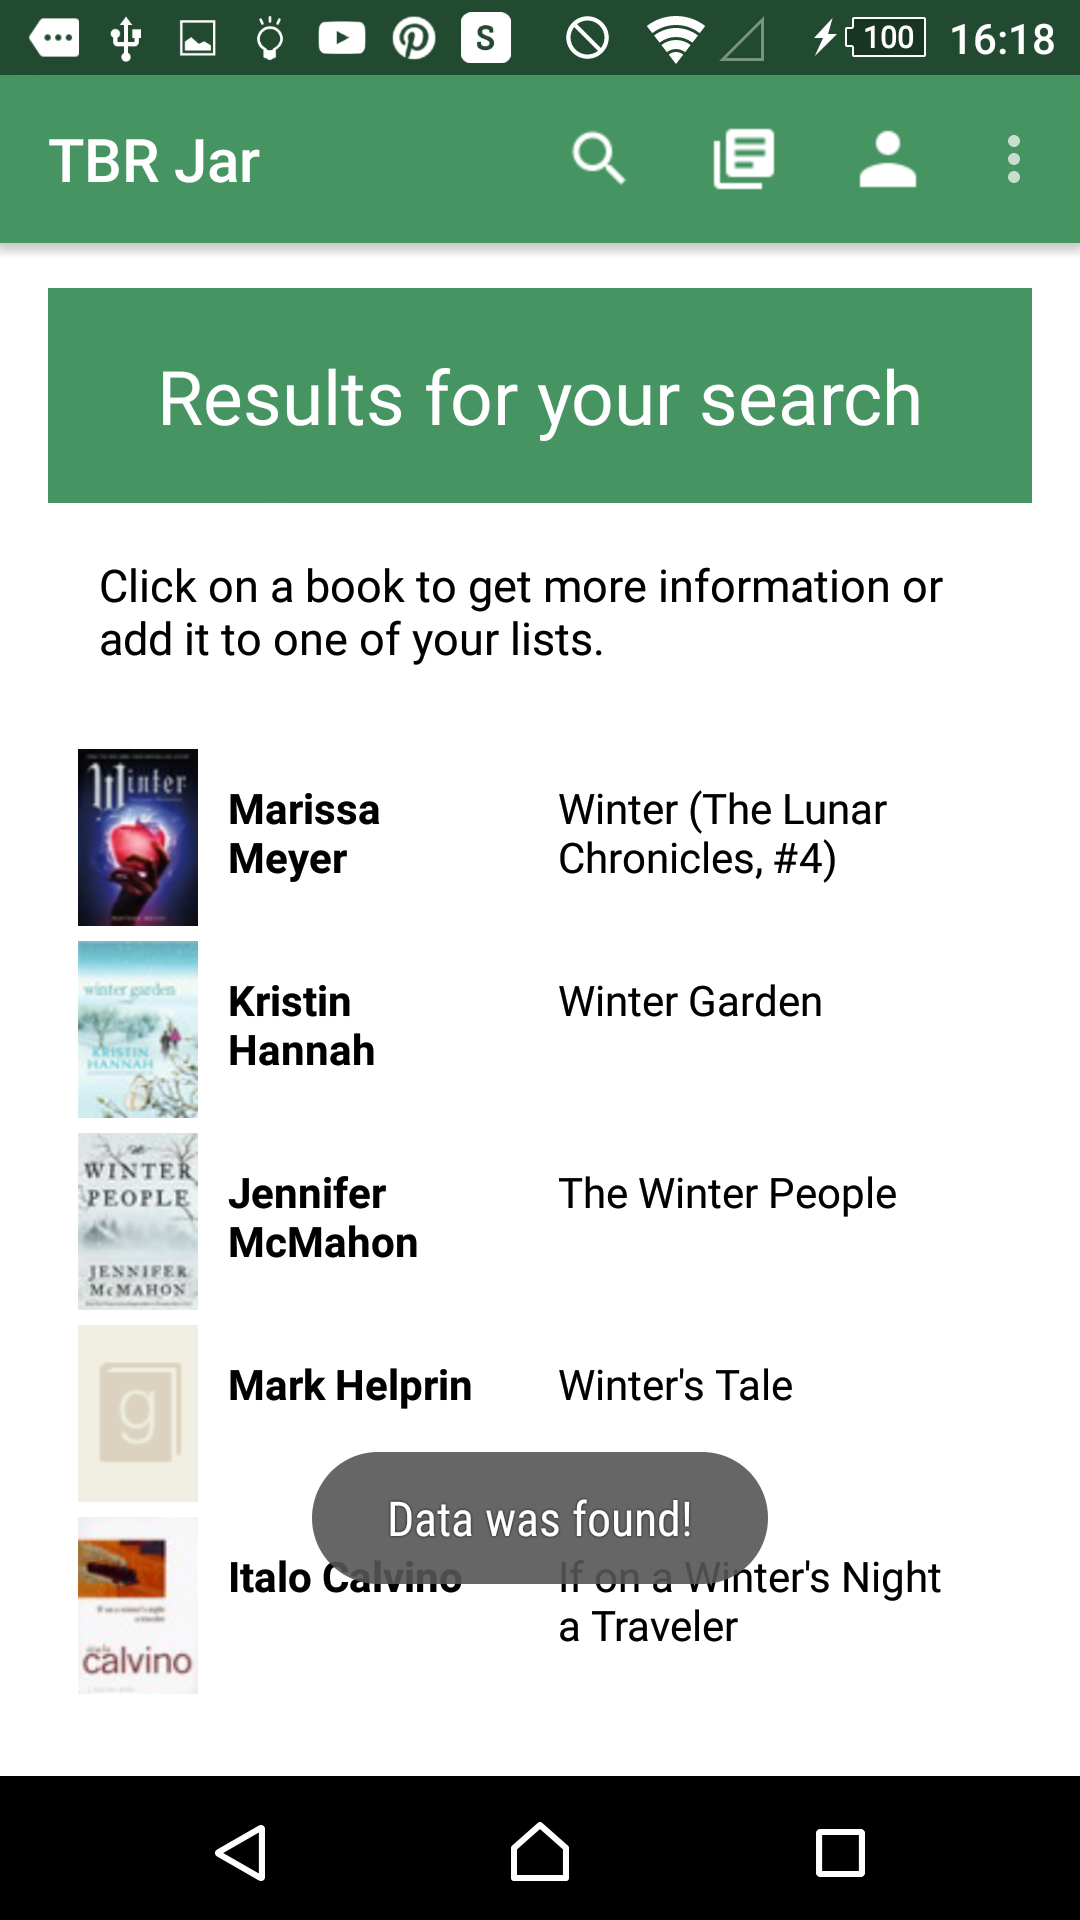 S
100
16:18
TBR Jar
Results for your search
Click on a book to get more information or
add it to one of your lists.
Winter
Marissa
Meyer
Winter (The Lunar
Chronicles, #4)
winter garden
KRISTIN
HANNAH
Kristin
Hannah
Winter Garden
The
WINTER
PEOPLE
JENNIFER
McMAHON
Jennifer
McMahon
The Winter People
g
Mark Helprin
Winter's Tale
Data was found!
calvino
Italo Calvino
If on a Winter's Night
a Traveler